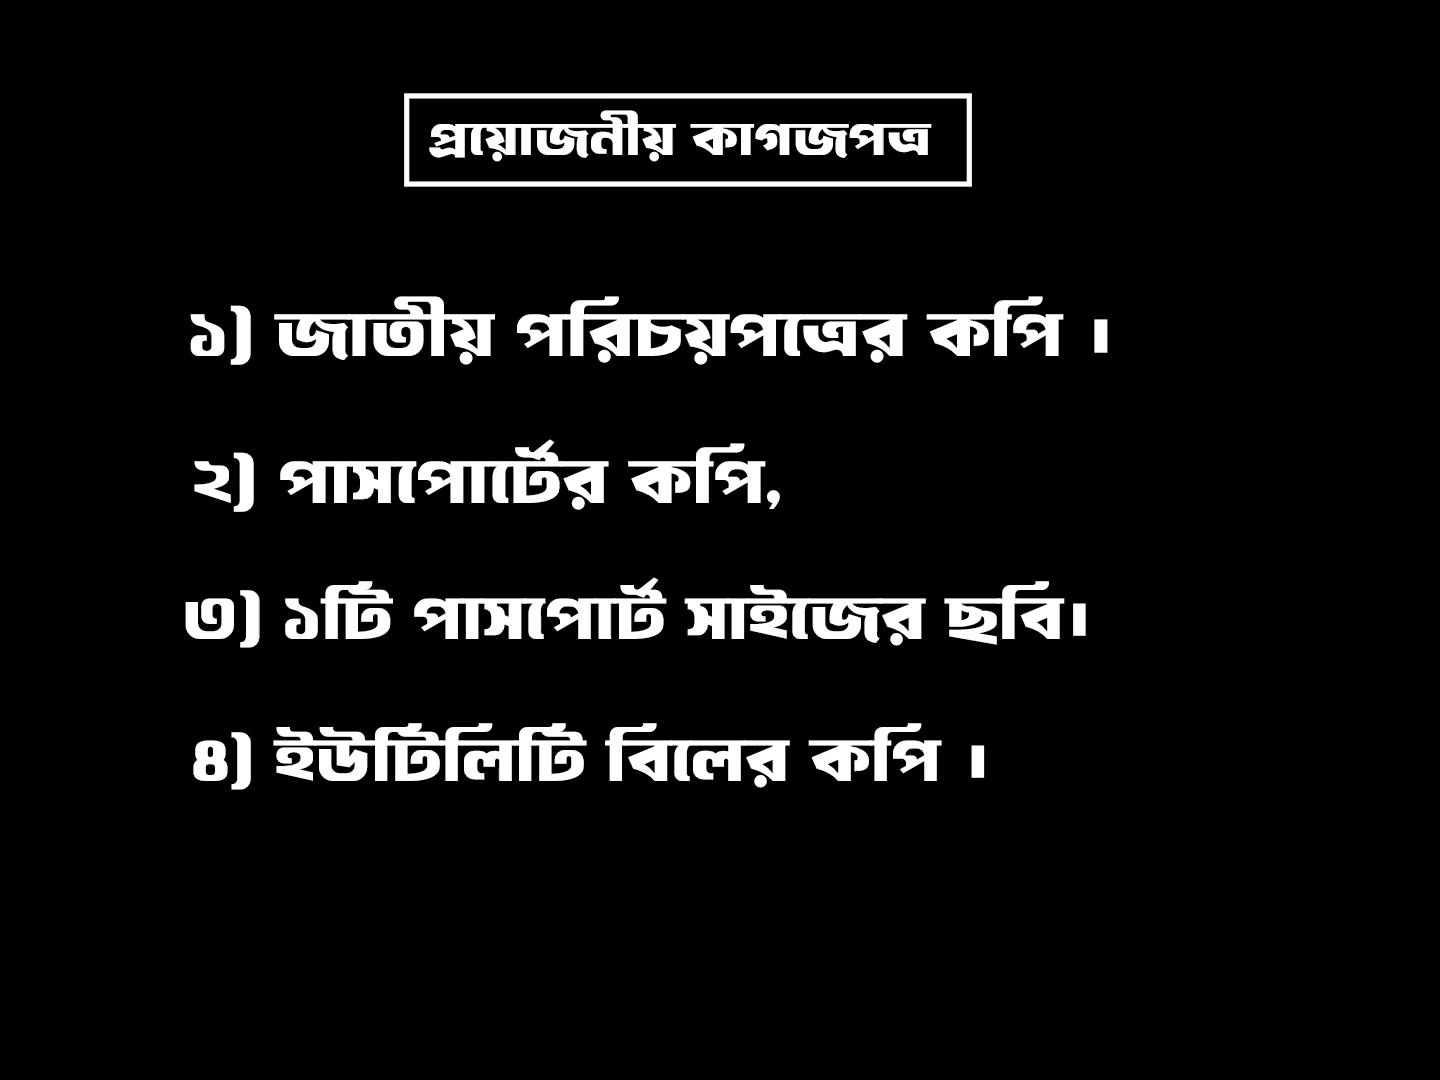 প্রয়োজনীয় কাগজপত্র
১) জাতীয় পরিচয়পত্রের কপি ।
২) পাসপোর্টের কপি,
৩) ১টি পাসপোর্ট সাইজের ছবি।
৪) ইউটিলিটি বিলের কপি ।